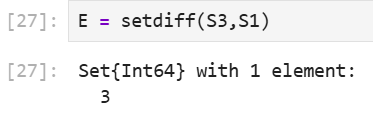 [27]: E = setdiff(S3,S1)
[27]: Set{Int64} with 1 element:
3